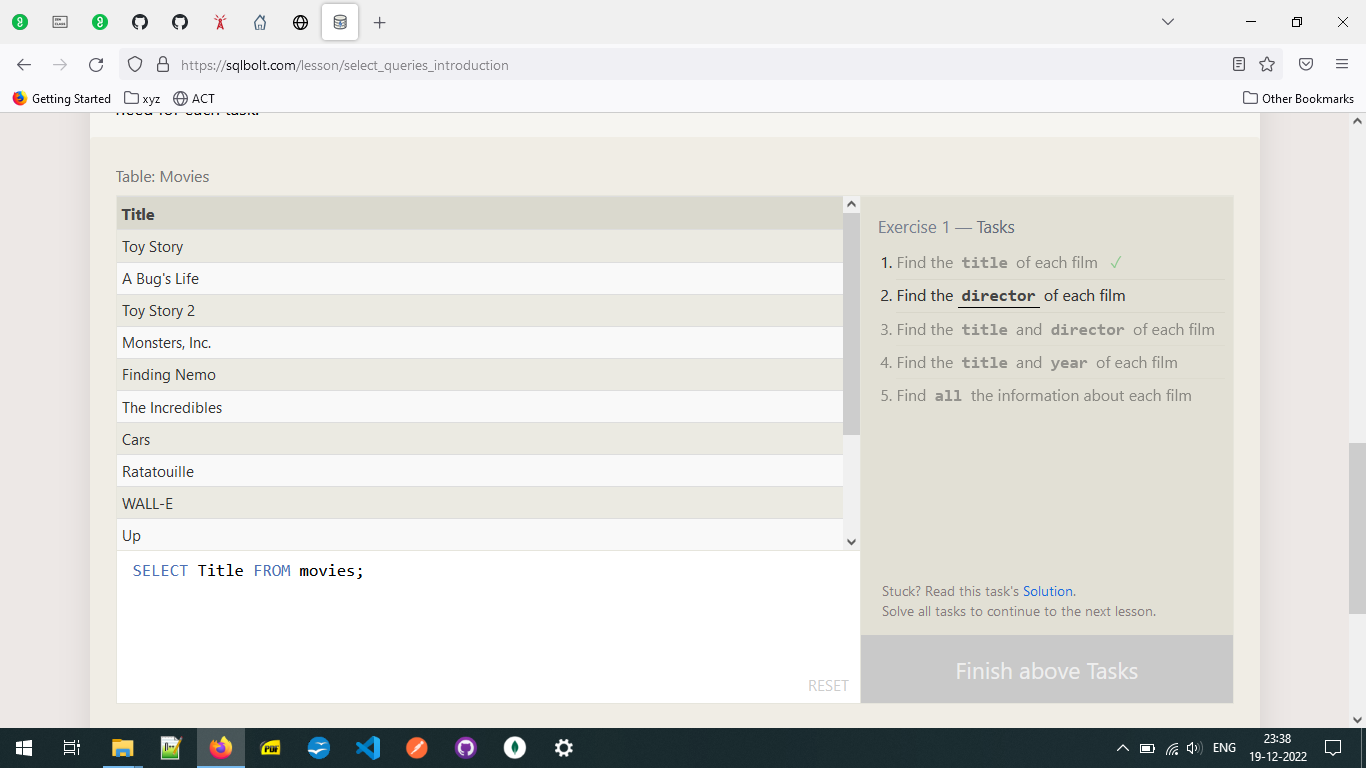 https://sqlbolt.com/lesson/select_queries_introduction
Getting Started xyz ACT Other Bookmarks
need for each task.
Table: Movies
Title
Toy Story
A Bug's Life
Toy Story 2
Monsters, Inc.
Finding Nemo
The Incredibles
Cars
Ratatouille
WALL-E
Up
SELECT Title FROM movies;
RESET
Exercise 1 — Tasks
1. Find the title of each film ✓
2. Find the director of each film
3. Find the title and director of each film
4. Find the title and year of each film
5. Find all the information about each film
Stuck? Read this task's Solution.
Solve all tasks to continue to the next lesson.
Finish above Tasks
PDF
ENG
23:38
19-12-2022